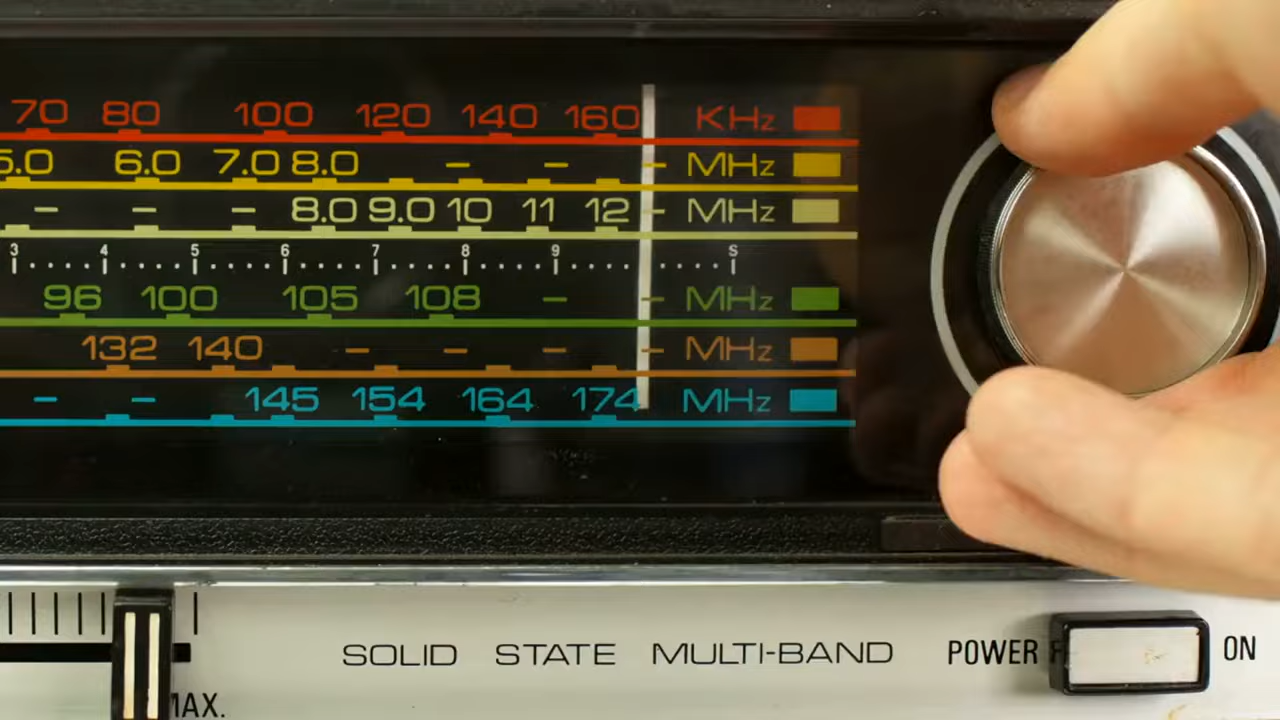 70 80 100 120 140 160 KHz
5.0 6.0 7.0 8.0 – – – MHz
– – – 8.0 9.0 10 11 12 – MHz
3 4 5 6 7 8 9 S
96 100 105 108 – – MHz
132 140 – – – – MHz
– – 145 154 164 174 MHz
SOLID STATE MULTI-BAND POWER ON
MAX.